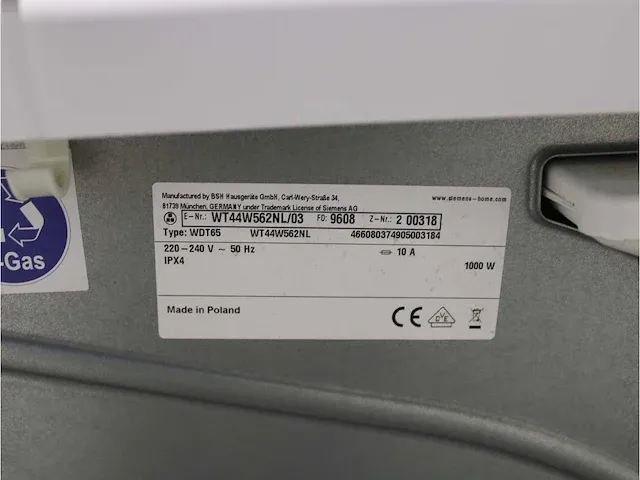 Manufactured by BSH Hausgeräte GmbH, Carl-Wery-Straße 34, www.siemens-home.com
81739 München, GERMANY under Trademark License of Siemens AG
E-Nr.: WT44W562NL/03 FD: 9608 Z-Nr.: 2 00318
Type: WDT65 WT44W562NL 466080374905003184
220-240 V ~ 50 Hz 10 A
IPX4 1000 W
Made in Poland
CE VDE
-Gas